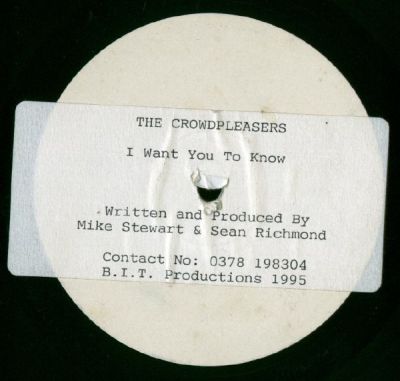 THE CROWDPLEASERS
I Want You To Know
Written and Produced By
Mike Stewart & Sean Richmond
Contact No: 0378 198304
B.I.T. Productions 1995